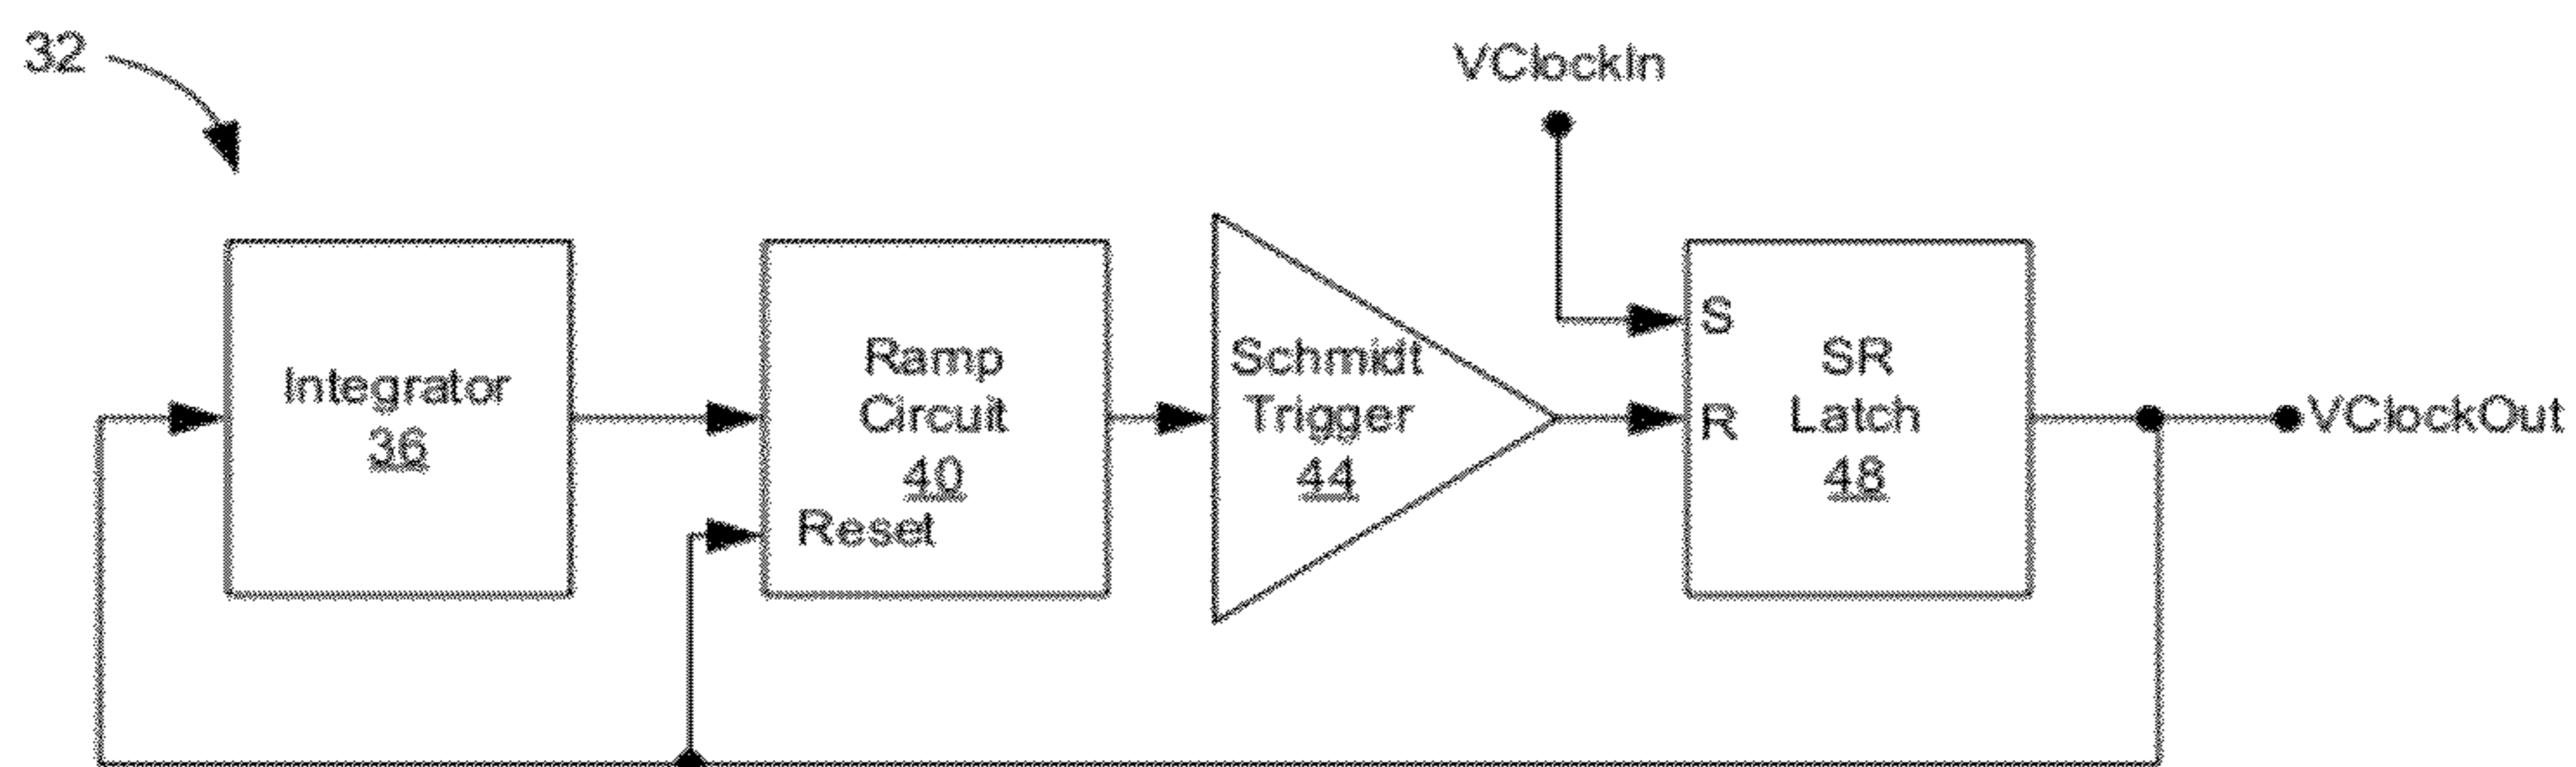 32
VClockIn
Integrator
36
Ramp
Circuit
40
Reset
Schmidt
Trigger
44
S
R
SR
Latch
48
VClockOut